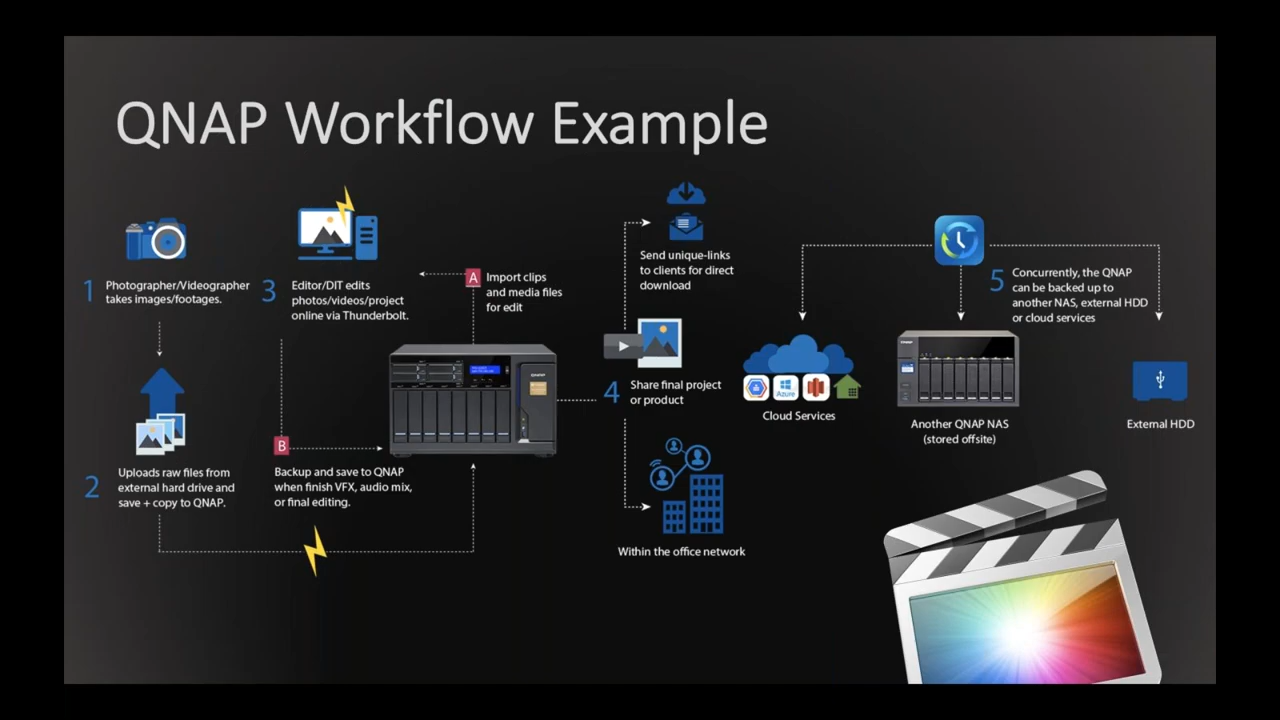 QNAP Workflow Example
1
Photographer/Videographer
takes images/footages.
2
Uploads raw files from
external hard drive and
save + copy to QNAP.
3
Editor/DIT edits
photos/videos/project
online via Thunderbolt.
A
Import clips
and media files
for edit
B
Backup and save to QNAP
when finish VFX, audio mix,
or final editing.
QNAP
4
Share final project
or product
Send unique-links
to clients for direct
download
Within the office network
5
Concurrently, the QNAP
can be backed up to
another NAS, external HDD
or cloud services
Azure
Cloud Services
QNAP
Another QNAP NAS
(stored offsite)
External HDD